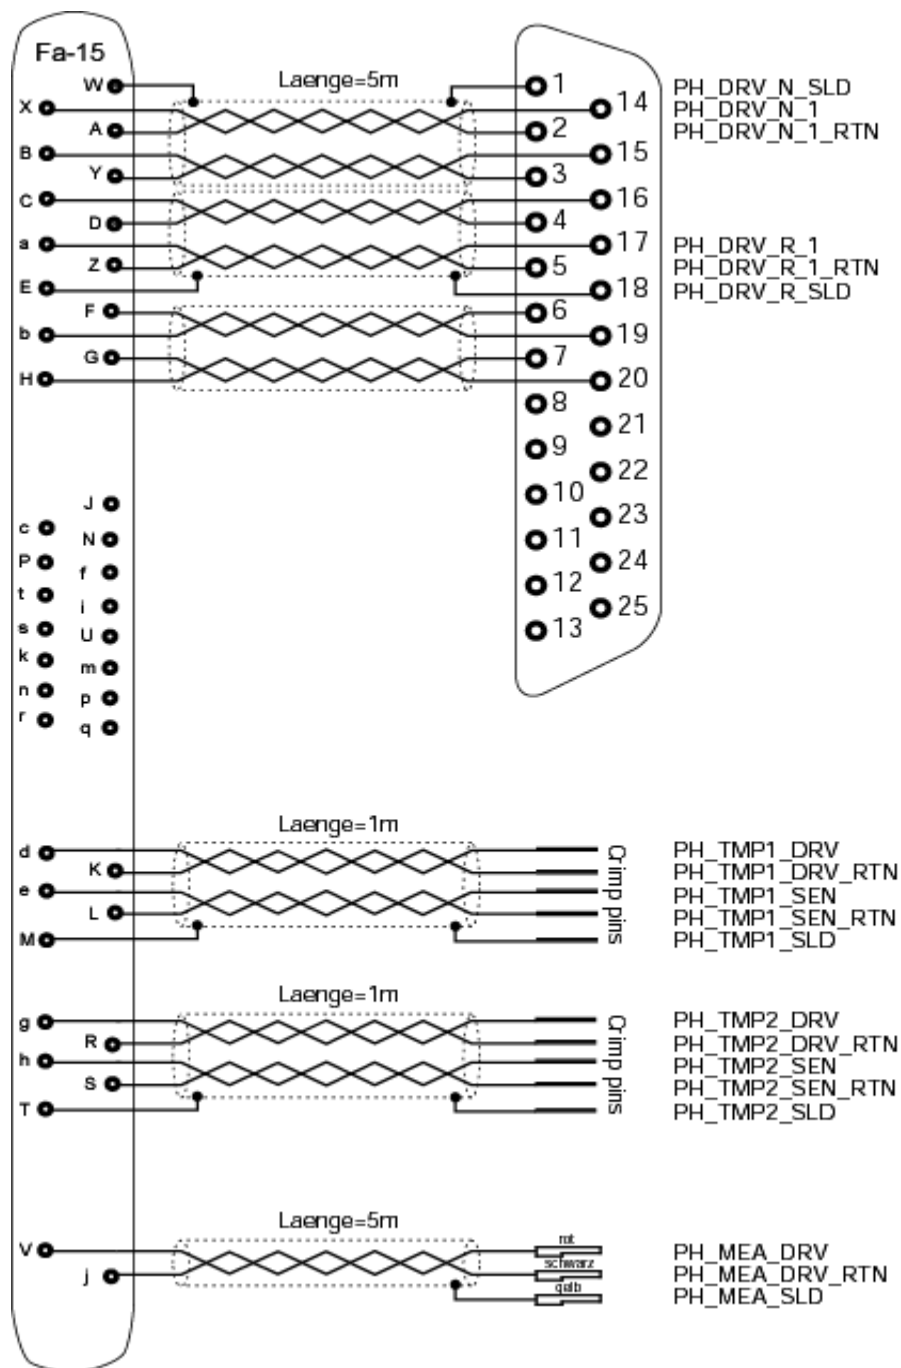 Fa-15
Laenge=5m
W
1
PH_DRV_N_SLD
X
14
PH_DRV_N_1
A
2
PH_DRV_N_1_RTN
B
15
Y
3
C
16
D
4
a
17
PH_DRV_R_1
Z
5
PH_DRV_R_1_RTN
E
18
PH_DRV_R_SLD
F
6
b
19
G
7
H
20
8
21
9
22
J
10
c
23
N
11
P
24
f
12
t
25
i
s
13
U
k
m
n
p
r
q
Laenge=1m
d
PH_TMP1_DRV
K
PH_TMP1_DRV_RTN
e
PH_TMP1_SEN
L
PH_TMP1_SEN_RTN
M
PH_TMP1_SLD
Crimp pins
Laenge=1m
g
PH_TMP2_DRV
R
PH_TMP2_DRV_RTN
h
PH_TMP2_SEN
S
PH_TMP2_SEN_RTN
T
PH_TMP2_SLD
Crimp pins
Laenge=5m
V
rot
PH_MEA_DRV
j
schwarz
PH_MEA_DRV_RTN
gelb
PH_MEA_SLD